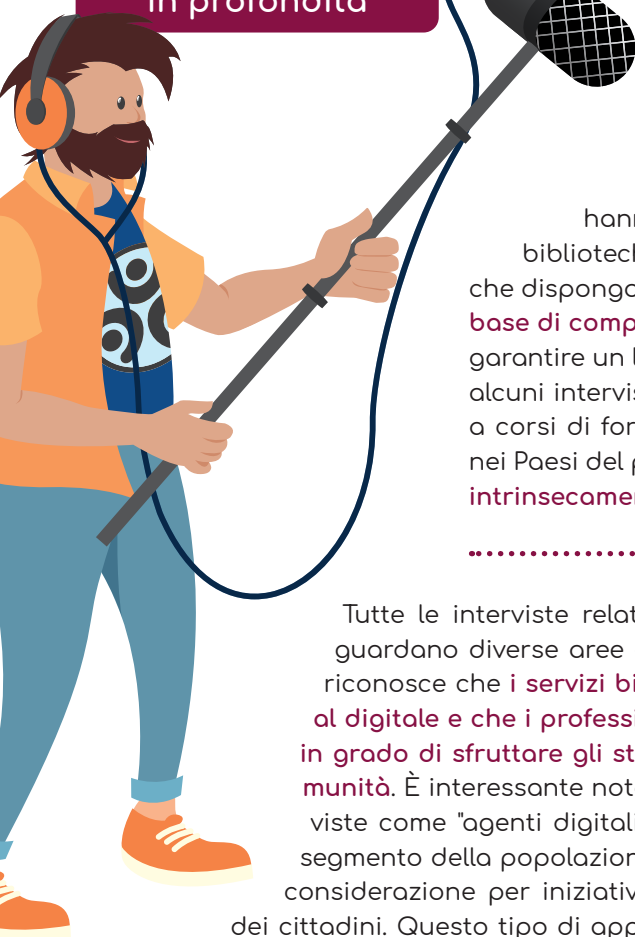 in profondità
hann
bibliotech
che dispongo
base di comp
garantire un l
alcuni intervis
a corsi di for
nei Paesi del p
intrinsecamen
Tutte le interviste relat
guardano diverse aree
riconosce che i servizi bi
al digitale e che i professi
in grado di sfruttare gli st
munità. È interessante not
viste come "agenti digitali
segmento della popolazion
considerazione per iniziativ
dei cittadini. Questo tipo di app